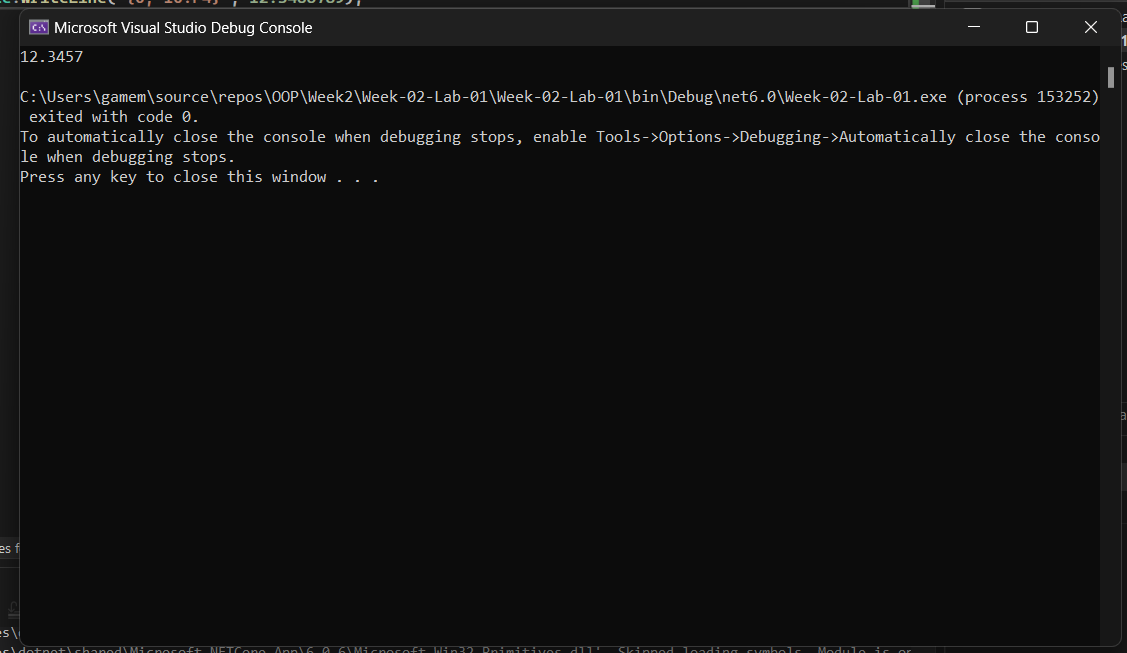 Microsoft Visual Studio Debug Console
12.3457
C:\Users\gamem\source\repos\OOP\Week2\Week-02-Lab-01\Week-02-Lab-01\bin\Debug\net6.0\Week-02-Lab-01.exe (process 153252)
exited with code 0.
To automatically close the console when debugging stops, enable Tools->Options->Debugging->Automatically close the conso
le when debugging stops.
Press any key to close this window . . .